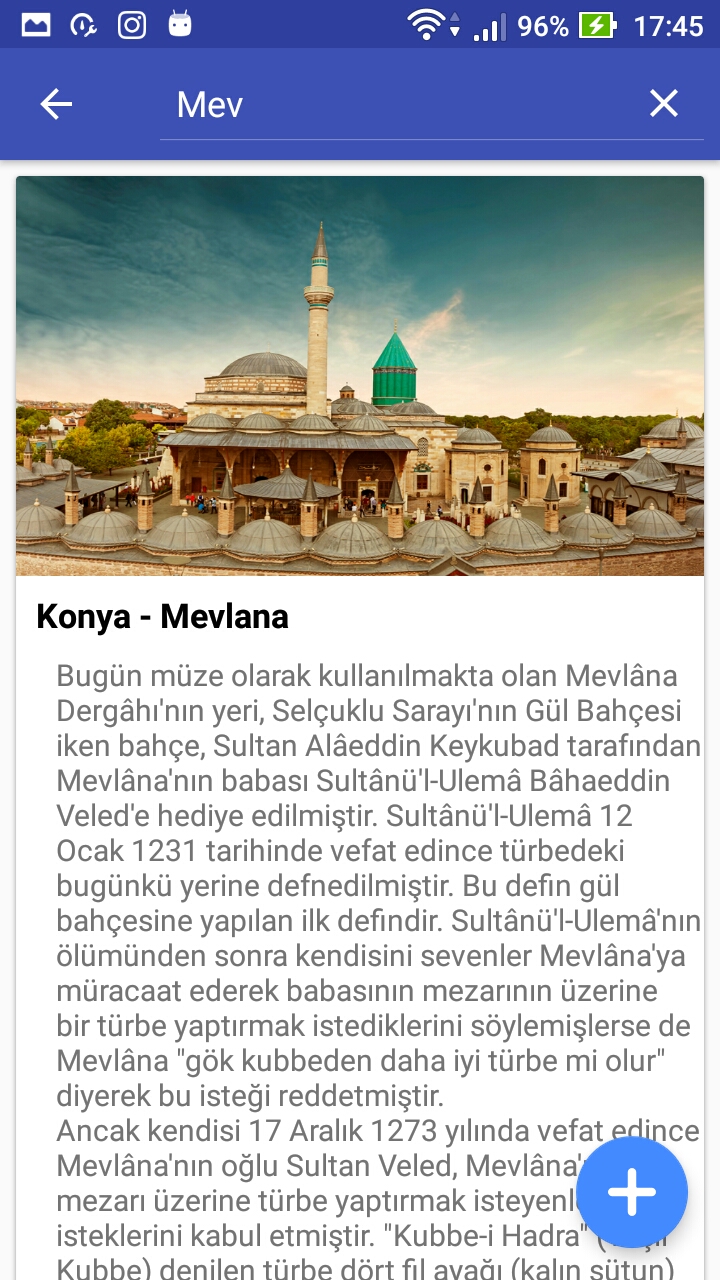 96% 17:45
Mev
Konya - Mevlana
Bugün müze olarak kullanılmakta olan Mevlâna
Dergâhı'nın yeri, Selçuklu Sarayı'nın Gül Bahçesi
iken bahçe, Sultan Alâeddin Keykubad tarafından
Mevlâna'nın babası Sultânü'l-Ulemâ Bâhaeddin
Veled'e hediye edilmiştir. Sultânü'l-Ulemâ 12
Ocak 1231 tarihinde vefat edince türbedeki
bugünkü yerine defnedilmiştir. Bu defin gül
bahçesine yapılan ilk defindir. Sultânü'l-Ulemâ'nın
ölümünden sonra kendisini sevenler Mevlâna'ya
müracaat ederek babasının mezarının üzerine
bir türbe yaptırmak istediklerini söylemişlerse de
Mevlâna "gök kubbeden daha iyi türbe mi olur"
diyerek bu isteği reddetmiştir.
Ancak kendisi 17 Aralık 1273 yılında vefat edince
Mevlâna'nın oğlu Sultan Veled,
mezarı üzerine türbe yaptırmak
isteklerini kabul etmiştir. "Kubbe-i Hadra"
Kubbe) denilen türbe dört fil ayağı (kalın sütun)